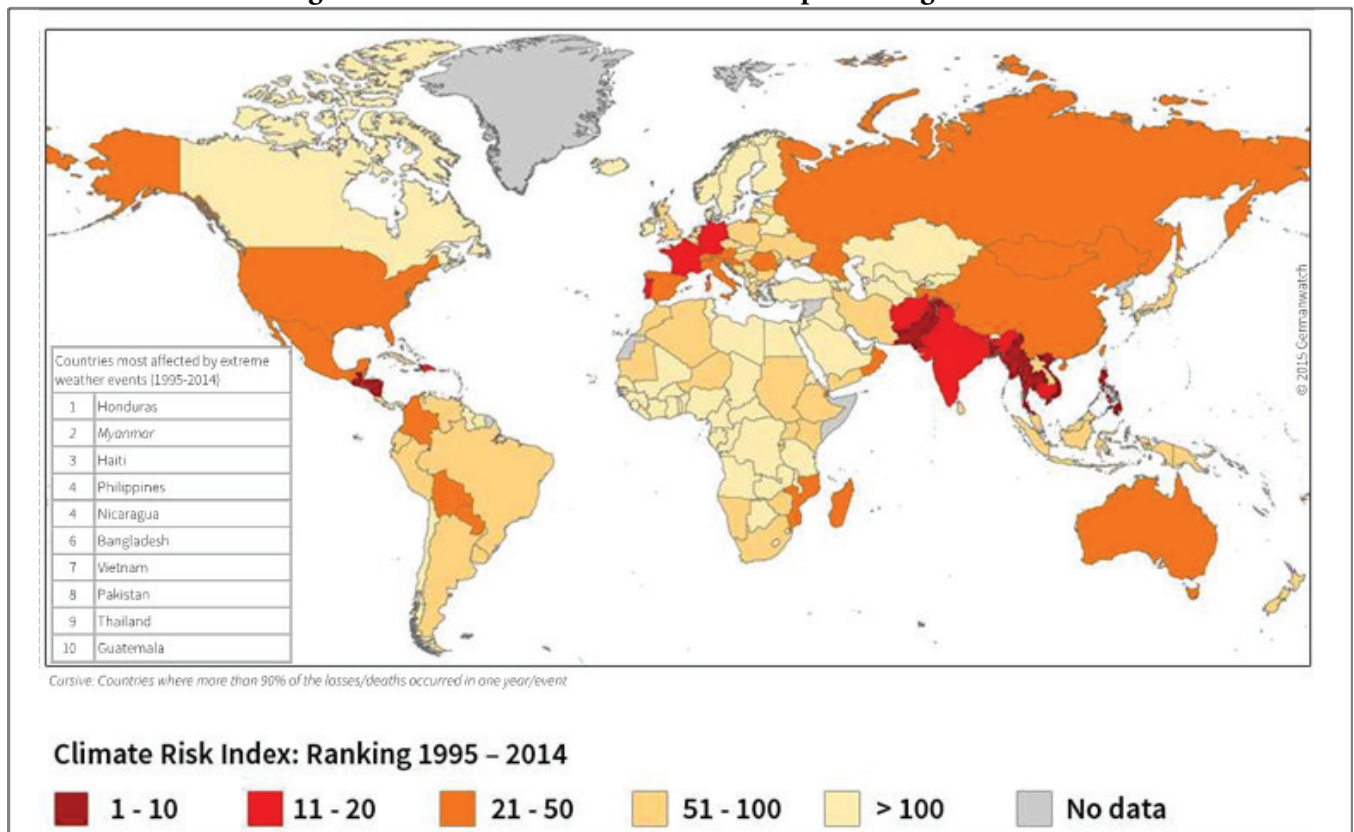 Countries most affected by extreme
weather events (1995-2014)
1 Honduras
2 Myanmar
3 Haiti
4 Philippines
4 Nicaragua
6 Bangladesh
7 Vietnam
8 Pakistan
9 Thailand
10 Guatemala
© 2015 Germanwatch
Cursive: Countries where more than 90% of the losses/deaths occurred in one year/event
Climate Risk Index: Ranking 1995 – 2014
1 - 10 11 - 20 21 - 50 51 - 100 > 100 No data